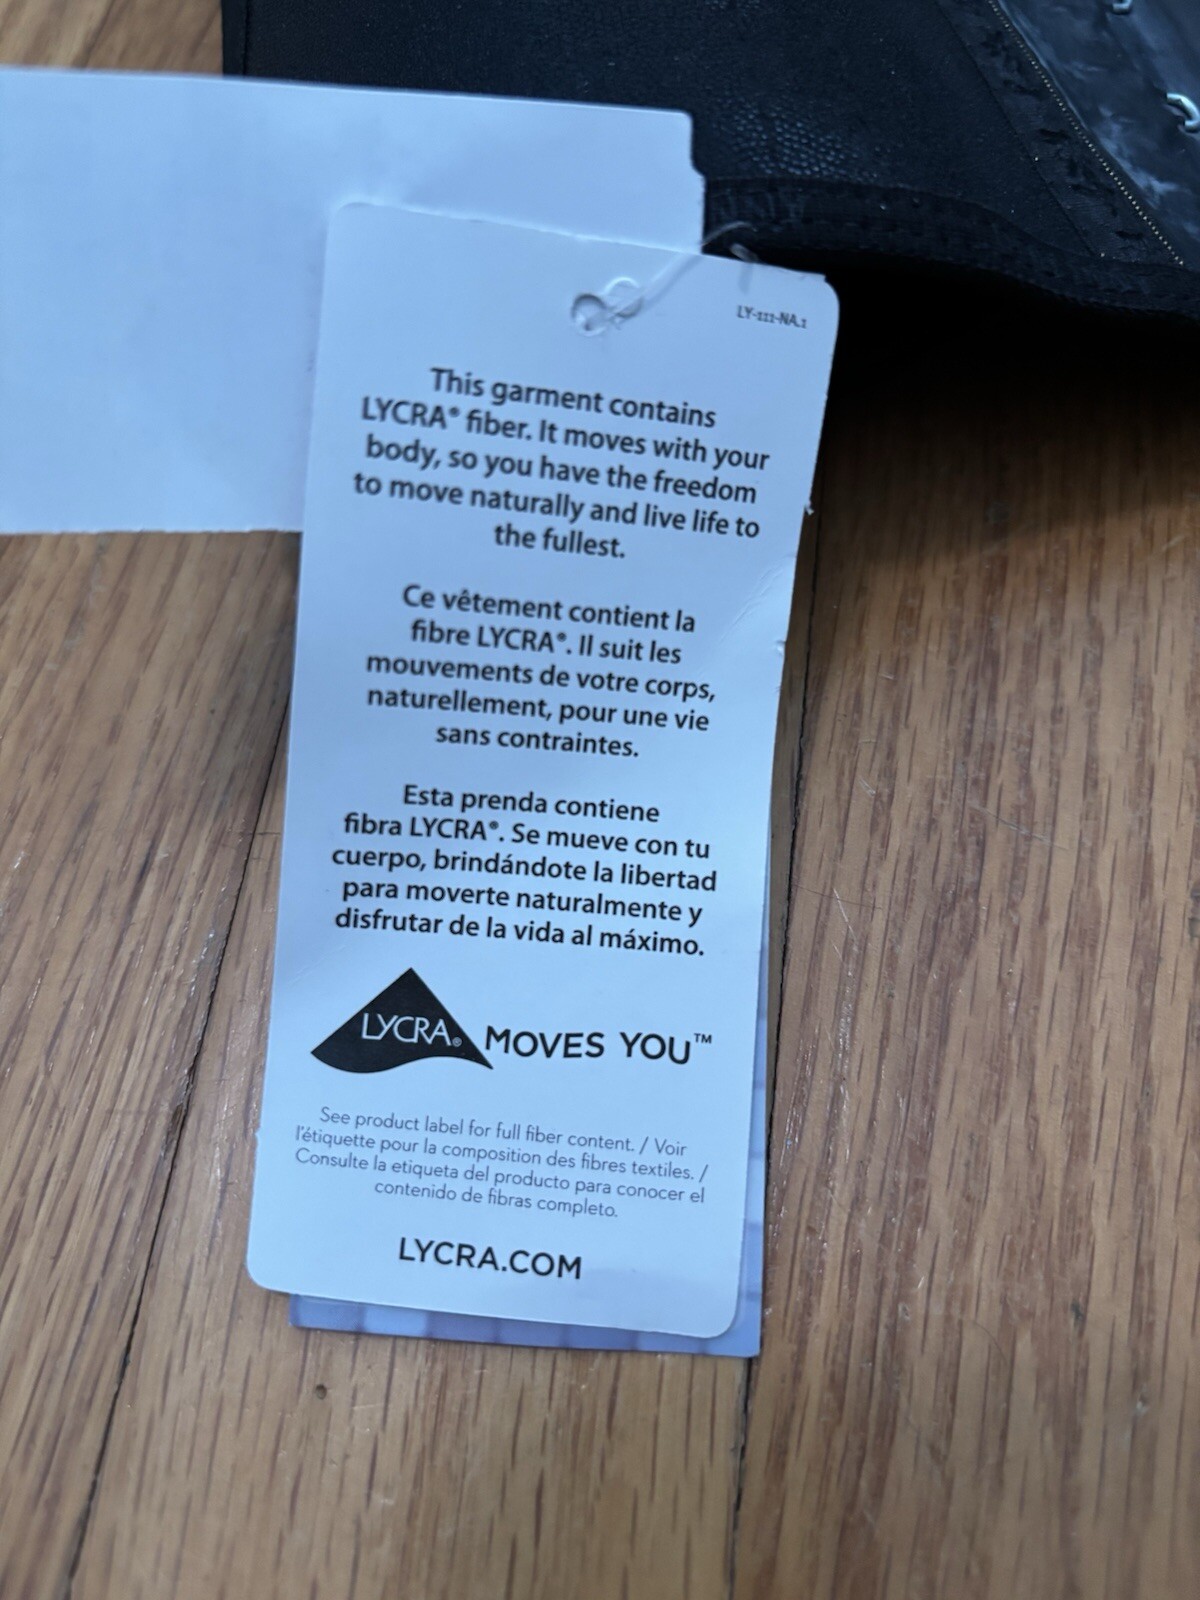 LY-111-NA.1
This garment contains
LYCRA® fiber. It moves with your
body, so you have the freedom
to move naturally and live life to
the fullest.
Ce vêtement contient la
fibre LYCRA®. Il suit les
mouvements de votre corps,
naturellement, pour une vie
sans contraintes.
Esta prenda contiene
fibra LYCRA®. Se mueve con tu
cuerpo, brindándote la libertad
para moverte naturalmente y
disfrutar de la vida al máximo.
LYCRA® MOVES YOU™
See product label for full fiber content. / Voir
l'étiquette pour la composition des fibres textiles. /
Consulte la etiqueta del producto para conocer el
contenido de fibras completo.
LYCRA.COM